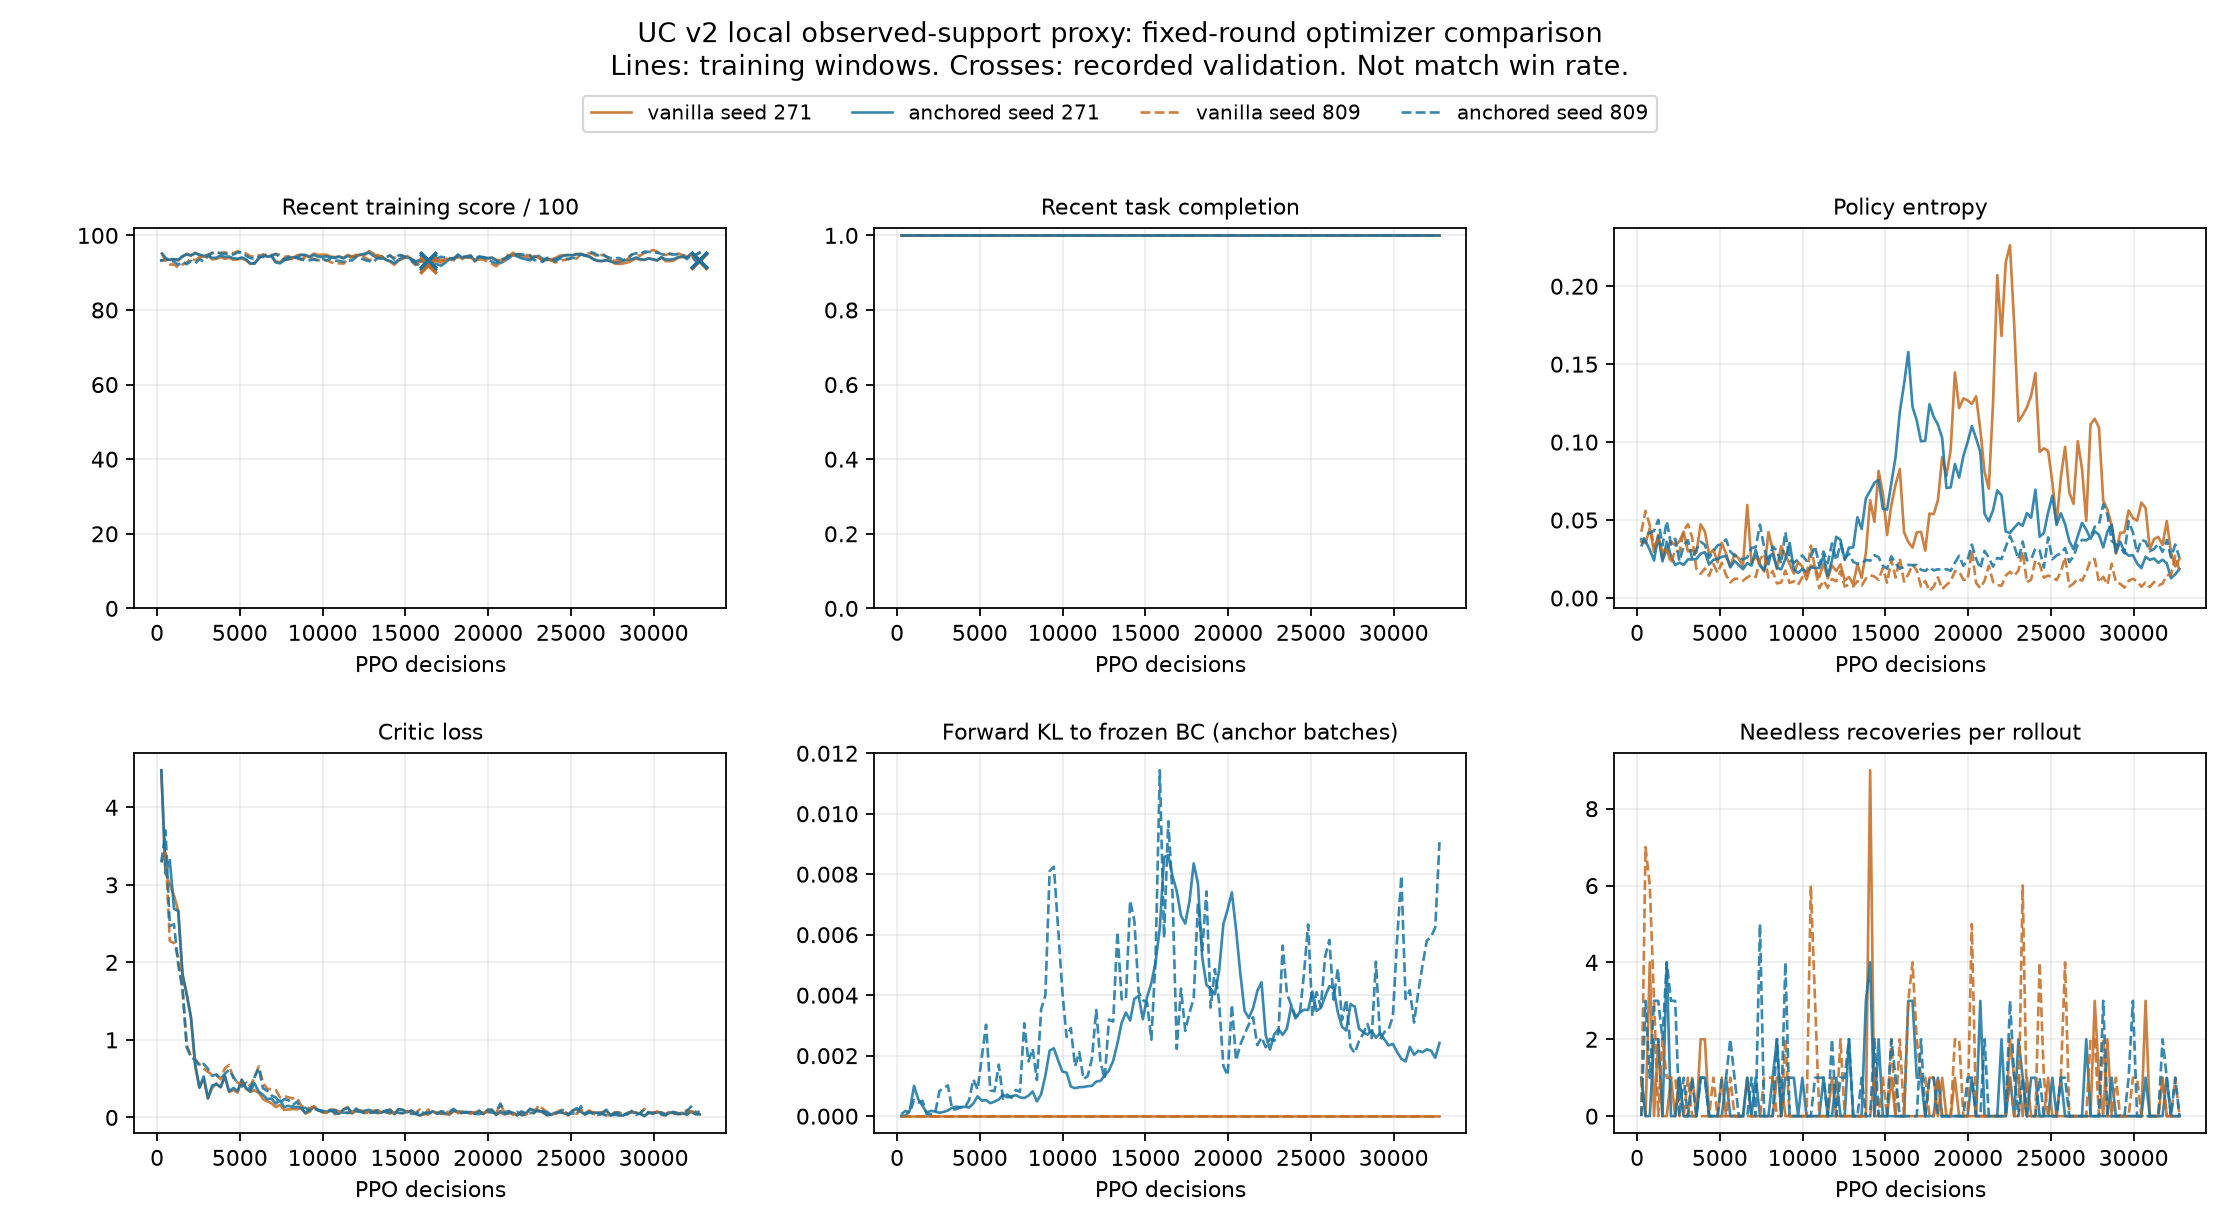 UC v2 local observed-support proxy: fixed-round optimizer comparison
Lines: training windows. Crosses: recorded validation. Not match win rate.
vanilla seed 271 anchored seed 271 vanilla seed 809 anchored seed 809
Recent training score / 100
100
80
60
40
20
0
0 5000 10000 15000 20000 25000 30000
PPO decisions
Recent task completion
1.0
0.8
0.6
0.4
0.2
0.0
0 5000 10000 15000 20000 25000 30000
PPO decisions
Policy entropy
0.20
0.15
0.10
0.05
0.00
0 5000 10000 15000 20000 25000 30000
PPO decisions
Critic loss
4
3
2
1
0
0 5000 10000 15000 20000 25000 30000
PPO decisions
Forward KL to frozen BC (anchor batches)
0.012
0.010
0.008
0.006
0.004
0.002
0.000
0 5000 10000 15000 20000 25000 30000
PPO decisions
Needless recoveries per rollout
8
6
4
2
0
0 5000 10000 15000 20000 25000 30000
PPO decisions